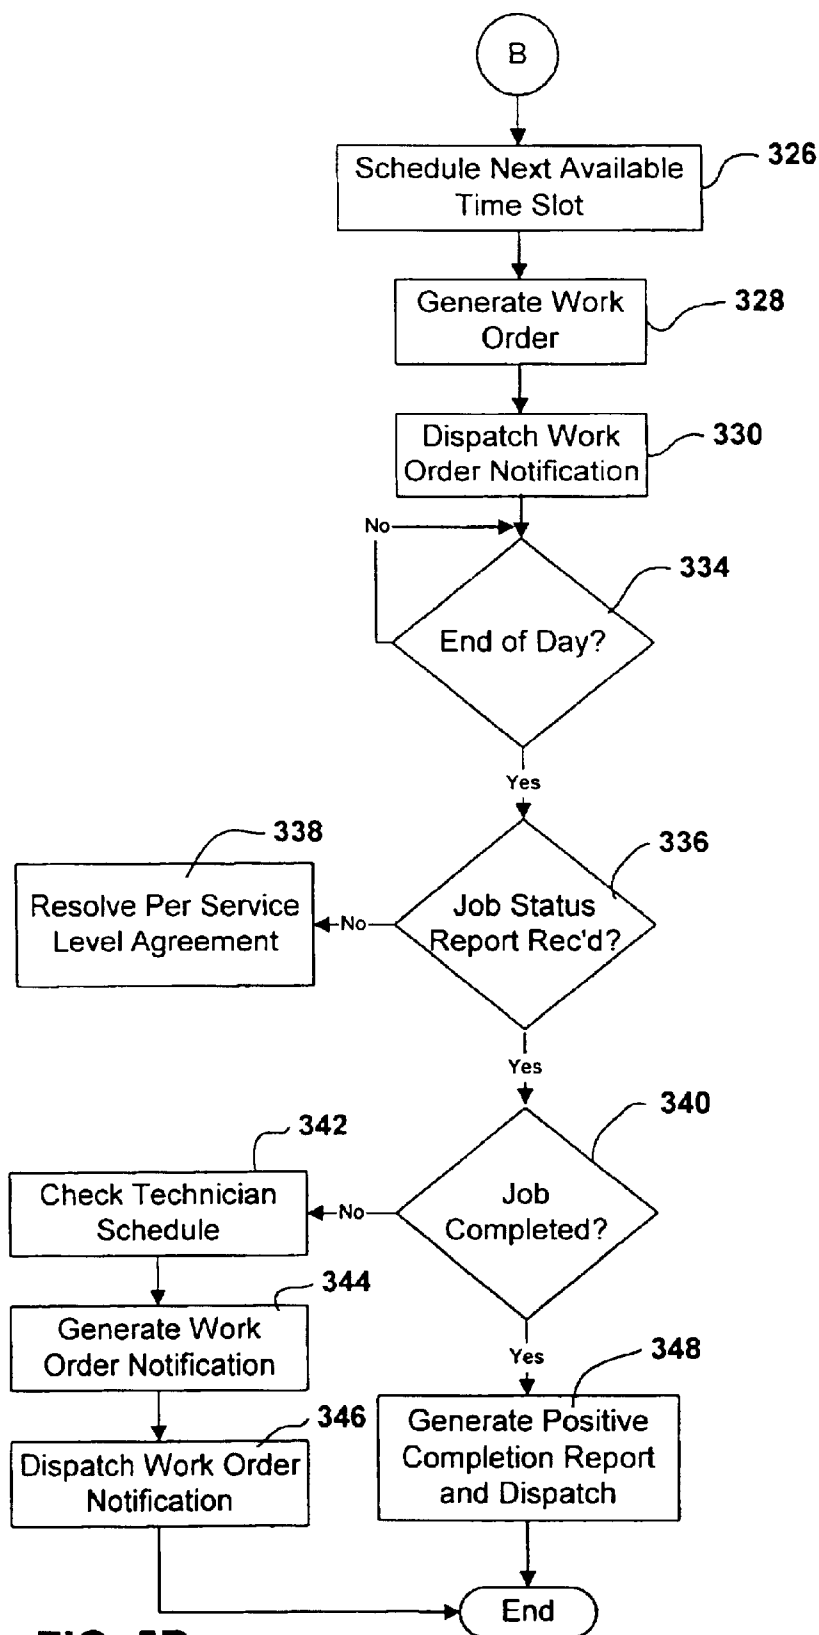 B
Schedule Next Available
Time Slot
326
Generate Work
Order
328
Dispatch Work
Order Notification
330
No
End of Day?
334
Yes
338
336
Resolve Per Service
Level Agreement
No
Job Status
Report Rec'd?
Yes
342
340
Check Technician
Schedule
No
Job
Completed?
344
Generate Work
Order Notification
Yes
348
346
Dispatch Work Order
Notification
Generate Positive
Completion Report
and Dispatch
End